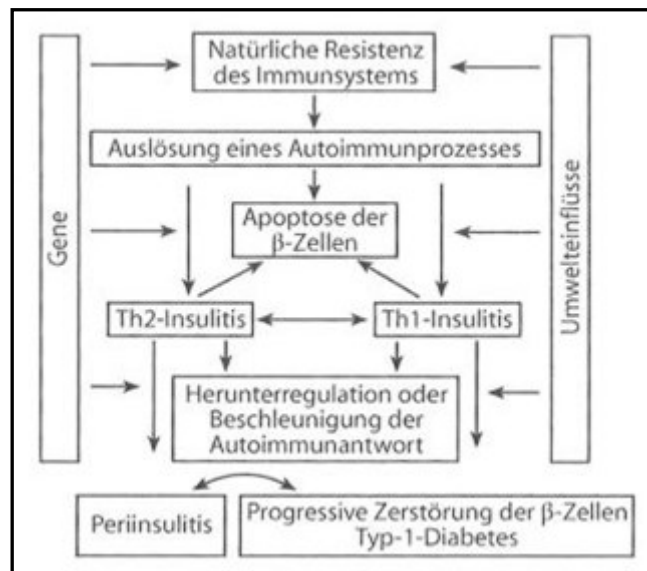 Natürliche Resistenz
des Immunsystems
Auslösung eines Autoimmunprozesses
Gene
Umwelteinflüsse
Apoptose der
β-Zellen
Th2-Insulitis
Th1-Insulitis
Herunterregulation oder
Beschleunigung der
Autoimmunantwort
Periinsulitis
Progressive Zerstörung der β-Zellen
Typ-1-Diabetes